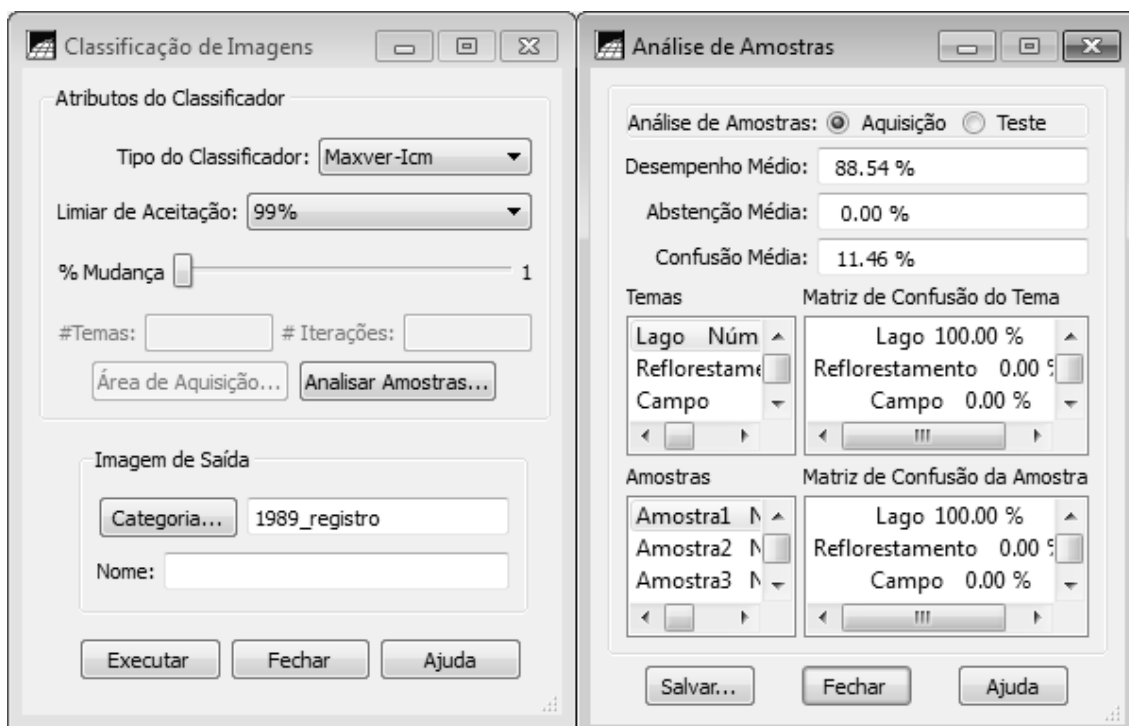 Classificação de Imagens
Atributos do Classificador
Tipo do Classificador: Maxver-Icm
Limiar de Aceitação: 99%
% Mudança 1
#Temas: # Iterações:
Área de Aquisição... Analisar Amostras...
Imagem de Saída
Categoria... 1989_registro
Nome:
Executar Fechar Ajuda
Análise de Amostras
Análise de Amostras: Aquisição Teste
Desempenho Médio: 88.54 %
Abstenção Média: 0.00 %
Confusão Média: 11.46 %
Temas Matriz de Confusão do Tema
Lago Núm Lago 100.00 %
Reflorestame Reflorestamento 0.00
Campo Campo 0.00 %
Amostras Matriz de Confusão da Amostra
Amostra1 N Lago 100.00 %
Amostra2 N Reflorestamento 0.00
Amostra3 N Campo 0.00 %
Salvar... Fechar Ajuda